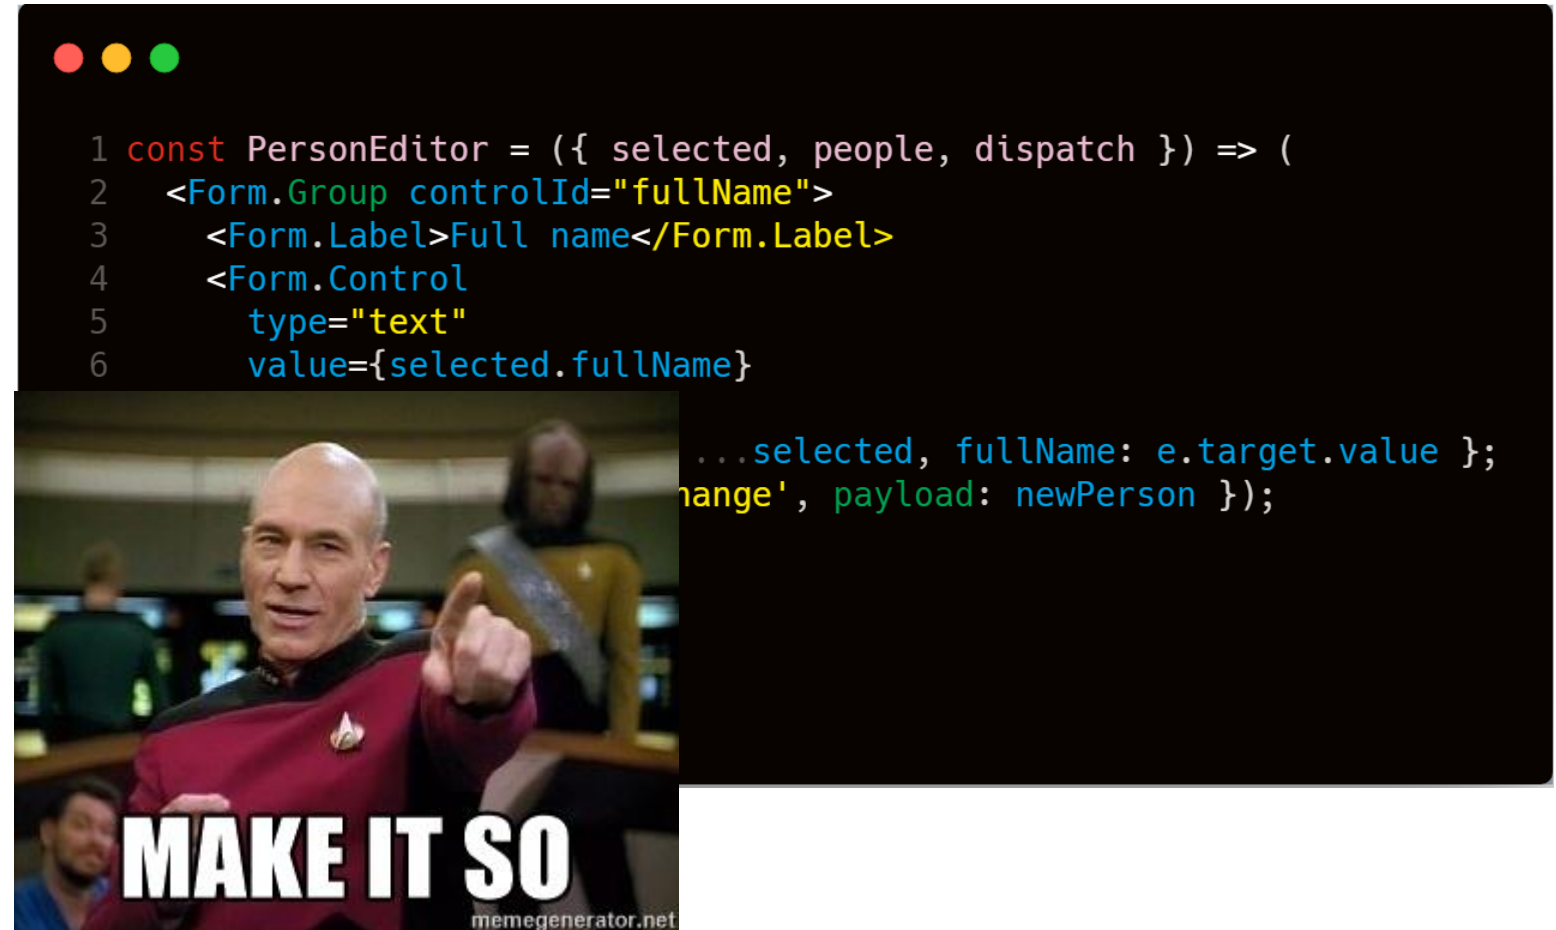 1 const PersonEditor = ({ selected, people, dispatch }) => (
2 <Form.Group controlId="fullName">
3 <Form.Label>Full name</Form.Label>
4 <Form.Control
5 type="text"
6 value={selected.fullName}
...selected, fullName: e.target.value };
hange', payload: newPerson });
MAKE IT SO
memegenerator.net